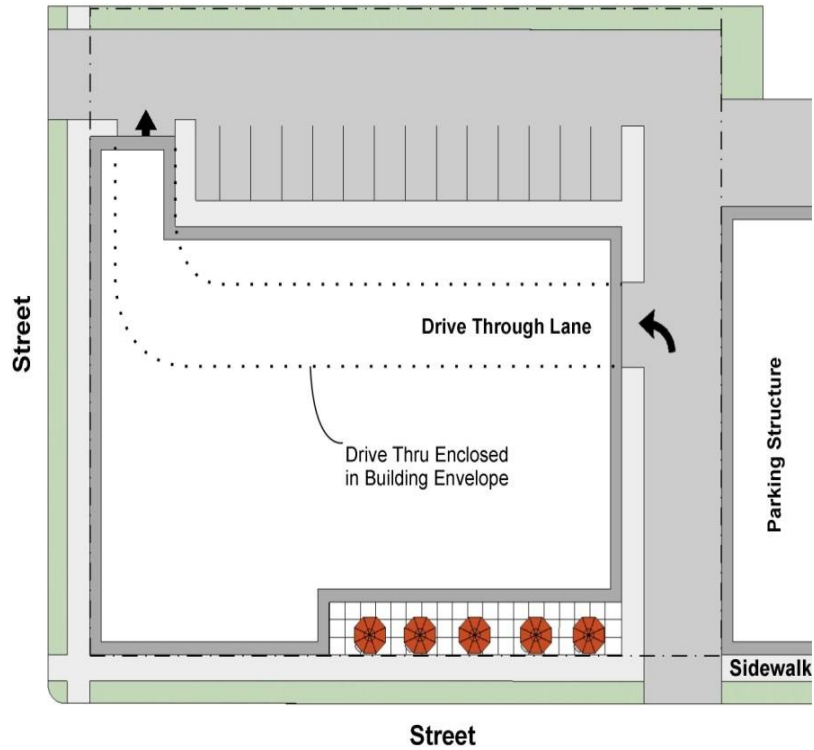 Street
Drive Through Lane
Drive Thru Enclosed
in Building Envelope
Parking Structure
Sidewalk
Street